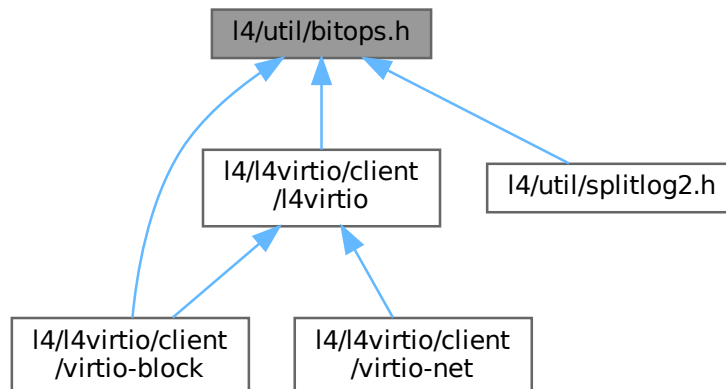 l4/util/bitops.h
l4/l4virtio/client
/l4virtio
l4/util/splitlog2.h
l4/l4virtio/client
/virtio-block
l4/l4virtio/client
/virtio-net